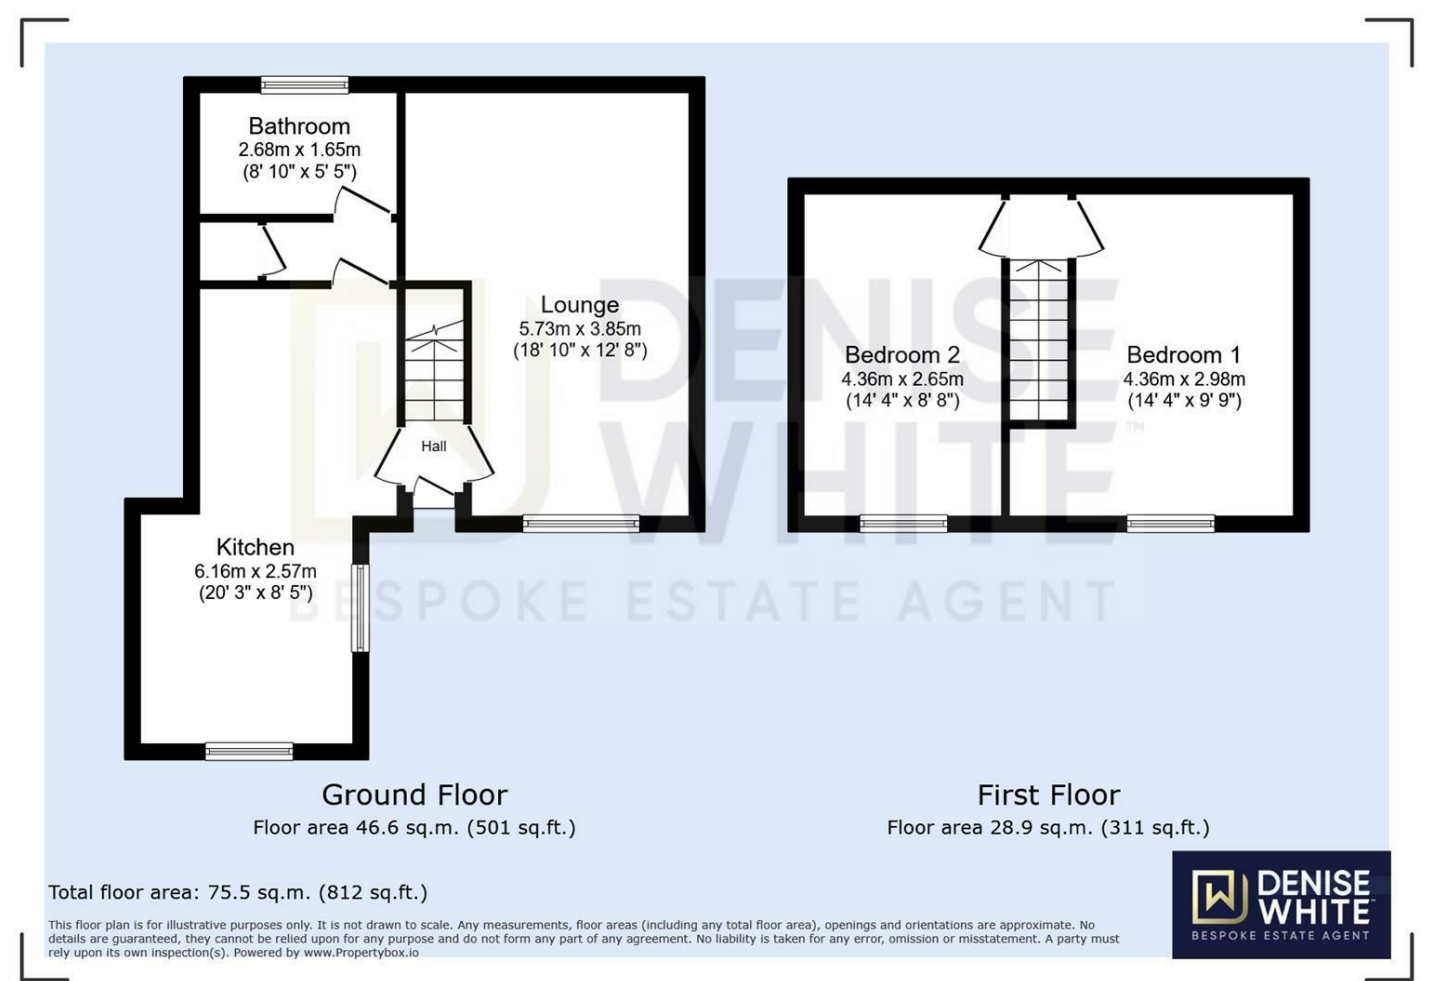 Bathroom
2.68m x 1.65m
(8' 10" x 5' 5")
Lounge
5.73m x 3.85m
(18' 10" x 12' 8")
Hall
Kitchen
6.16m x 2.57m
(20' 3" x 8' 5")
Bedroom 2
4.36m x 2.65m
(14' 4" x 8' 8")
Bedroom 1
4.36m x 2.98m
(14' 4" x 9' 9")
DENISE
WHITE™
BESPOKE ESTATE AGENT
Ground Floor
Floor area 46.6 sq.m. (501 sq.ft.)
First Floor
Floor area 28.9 sq.m. (311 sq.ft.)
Total floor area: 75.5 sq.m. (812 sq.ft.)
This floor plan is for illustrative purposes only. It is not drawn to scale. Any measurements, floor areas (including any total floor area), openings and orientations are approximate. No
details are guaranteed, they cannot be relied upon for any purpose and do not form any part of any agreement. No liability is taken for any error, omission or misstatement. A party must
rely upon its own inspection(s). Powered by www.Propertybox.io
DENISE
WHITE™
BESPOKE ESTATE AGENT